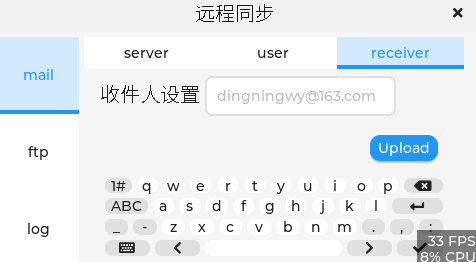 远程同步
mail
server user receiver
收件人设置 dingningwy@163.com
Upload
ftp
1# q w e r t y u i o p
ABC a s d f g h j k l
_ - z x c v b n m . , :
log
33 FPS
8% CPU